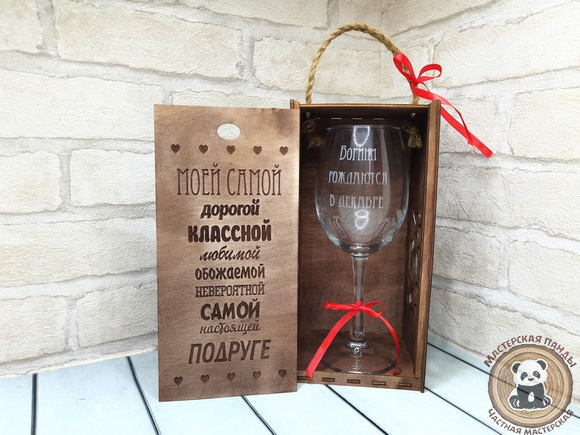 МОЕЙ САМОЙ
дорогой
КЛАССНОЙ
любимой
ОБОЖАЕМОЙ
НЕВЕРОЯТНОЙ
САМОЙ
настоящей
ПОДРУГЕ
Богини
рождаются
в декабре
МАСТЕРСКАЯ ПАНДЫ
ЧАСТНАЯ МАСТЕРСКАЯ